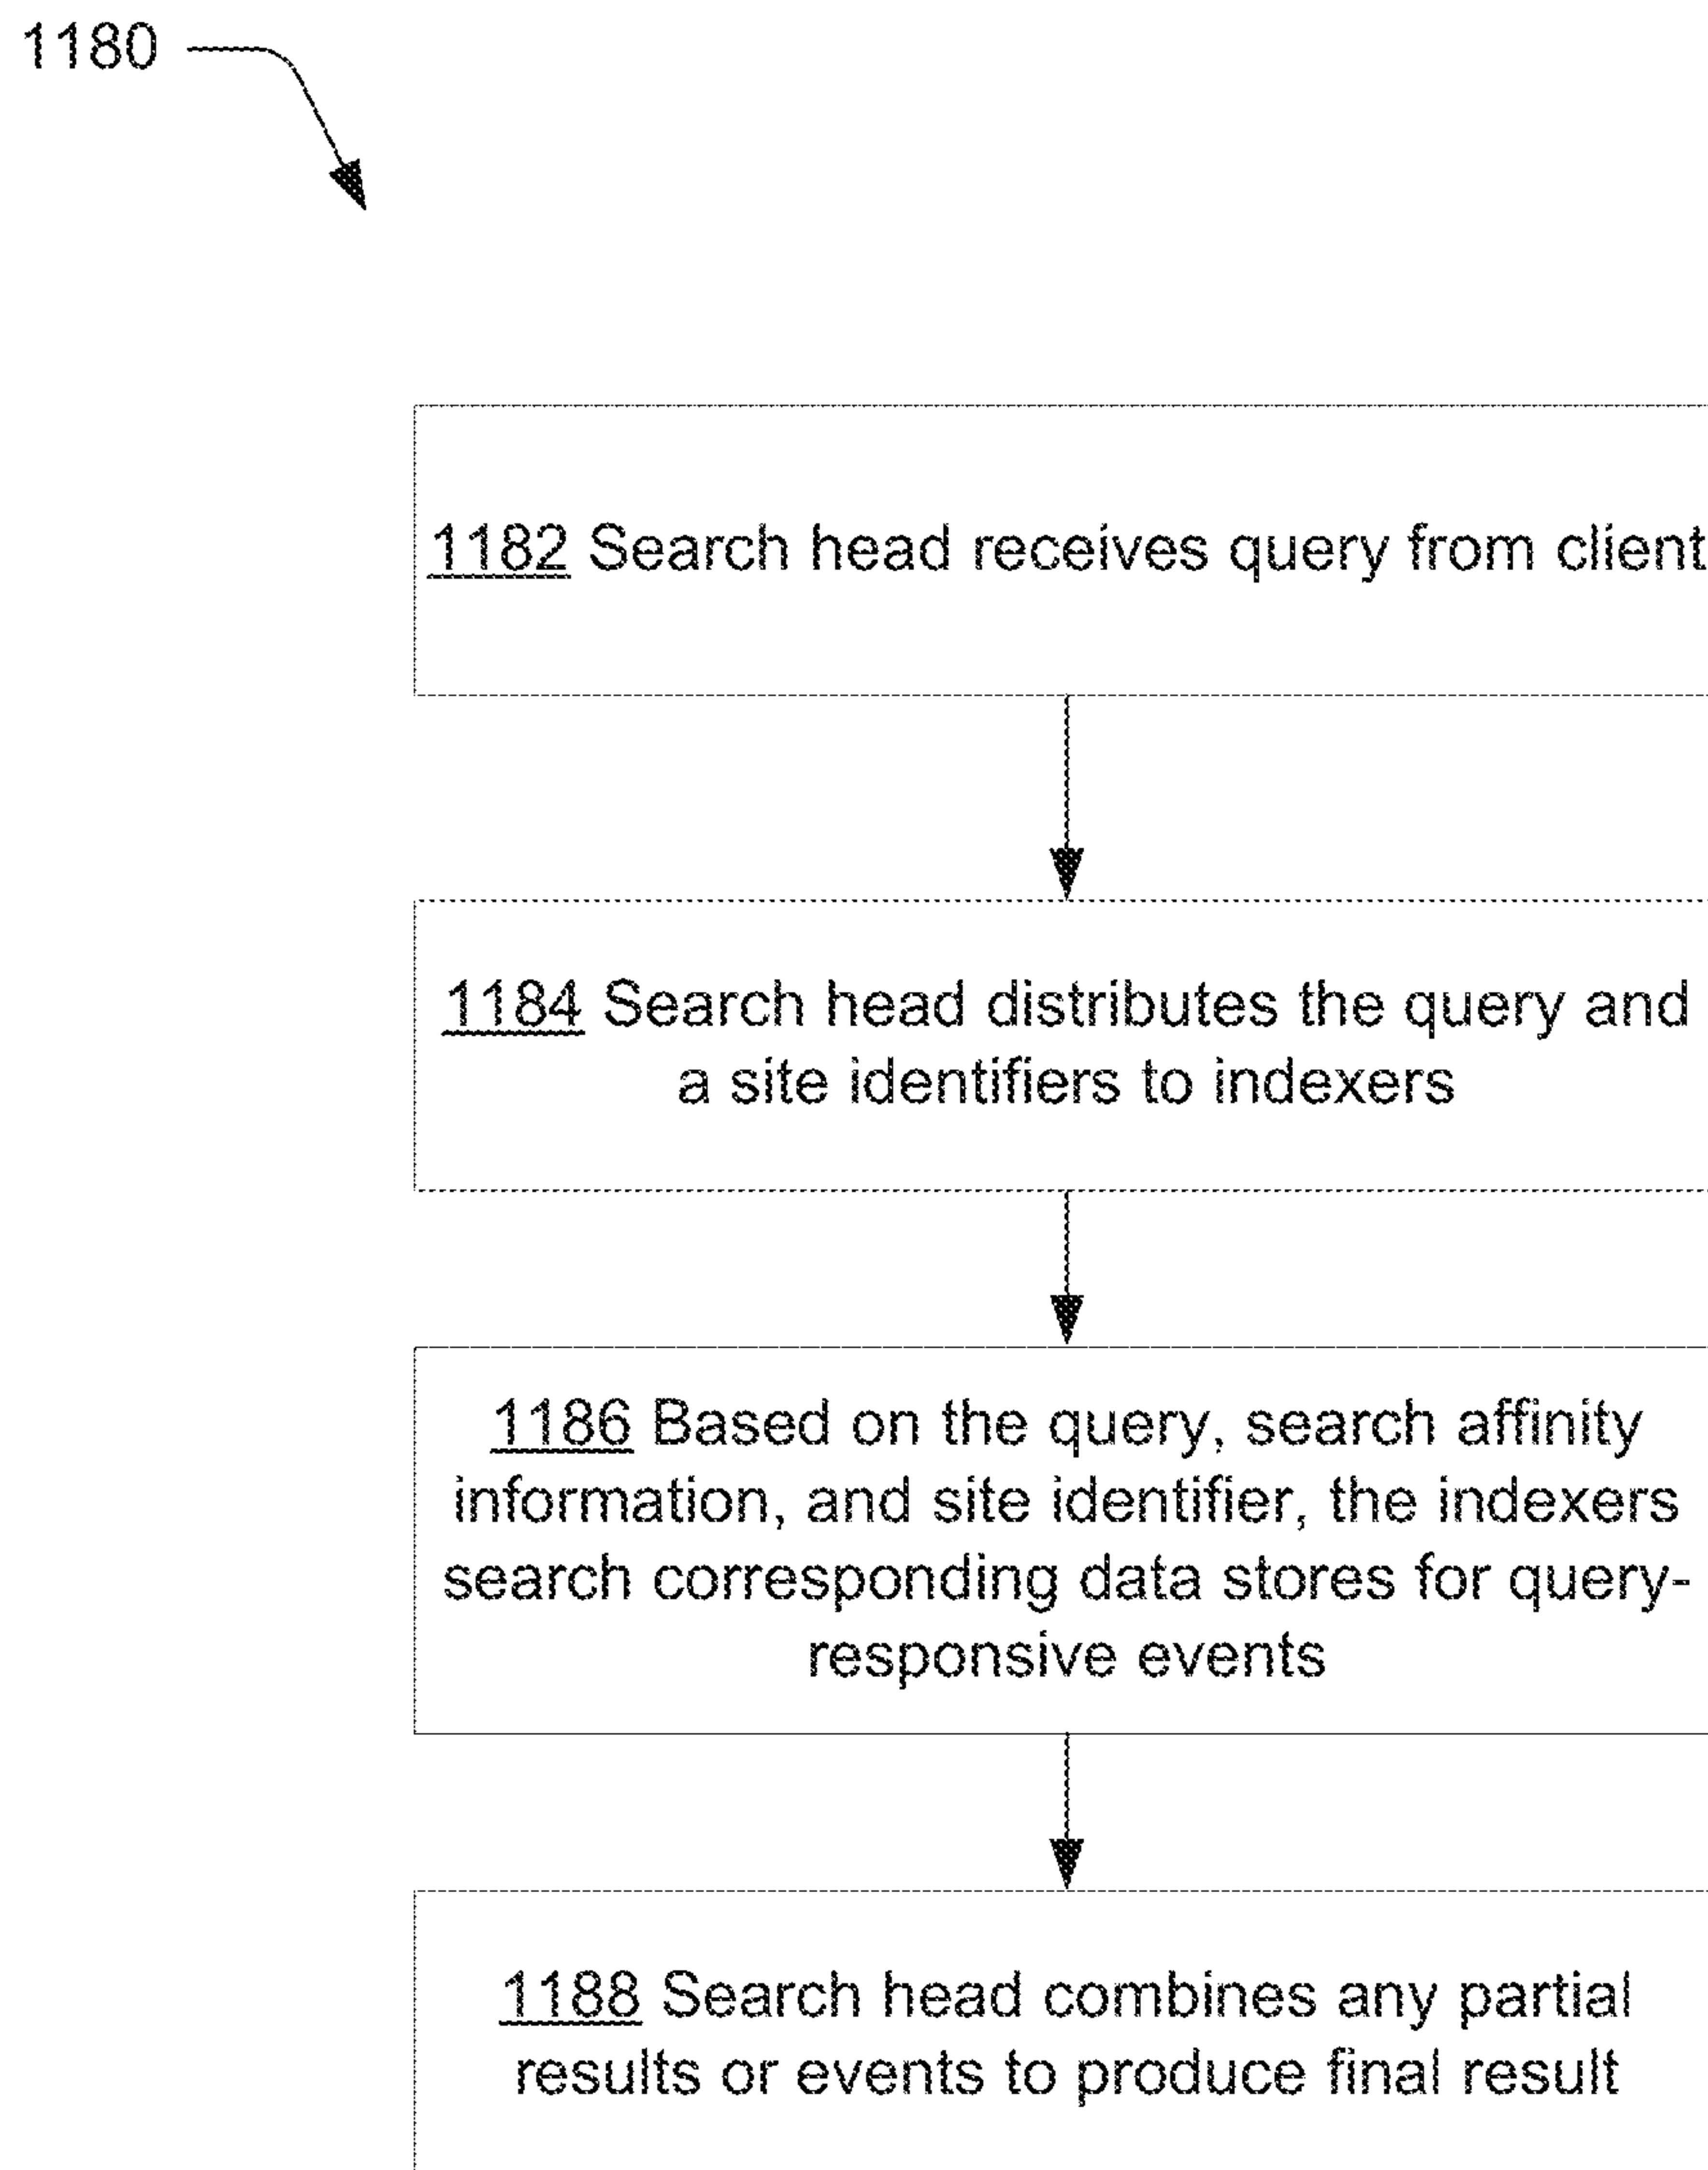 1180
1182 Search head receives query from client
1184 Search head distributes the query and
a site identifiers to indexers
1186 Based on the query, search affinity
information, and site identifier, the indexers
search corresponding data stores for query-
responsive events
1188 Search head combines any partial
results or events to produce final result